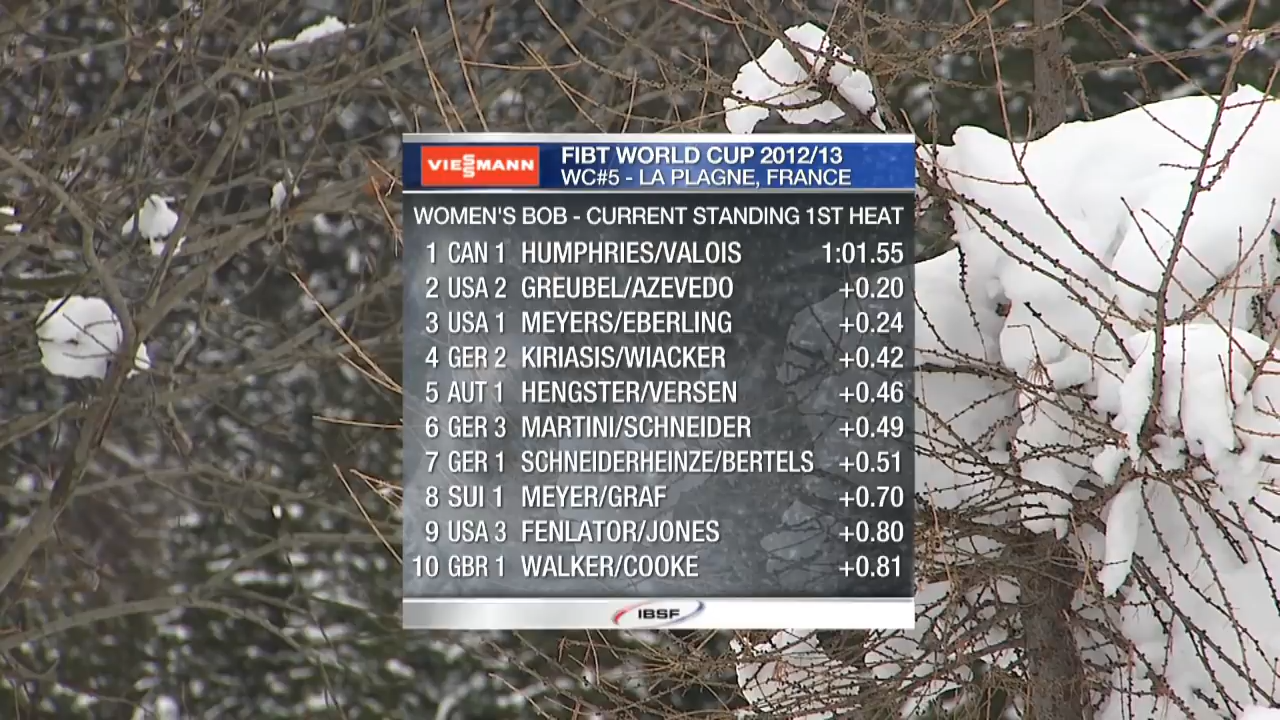 VIESSMANN
FIBT WORLD CUP 2012/13
WC#5 - LA PLAGNE, FRANCE
WOMEN'S BOB - CURRENT STANDING 1ST HEAT
1 CAN 1 HUMPHRIES/VALOIS 1:01.55
2 USA 2 GREUBEL/AZEVEDO +0.20
3 USA 1 MEYERS/EBERLING +0.24
4 GER 2 KIRIASIS/WIACKER +0.42
5 AUT 1 HENGSTER/VERSEN +0.46
6 GER 3 MARTINI/SCHNEIDER +0.49
7 GER 1 SCHNEIDERHEINZE/BERTELS +0.51
8 SUI 1 MEYER/GRAF +0.70
9 USA 3 FENLATOR/JONES +0.80
10 GBR 1 WALKER/COOKE +0.81
IBSF